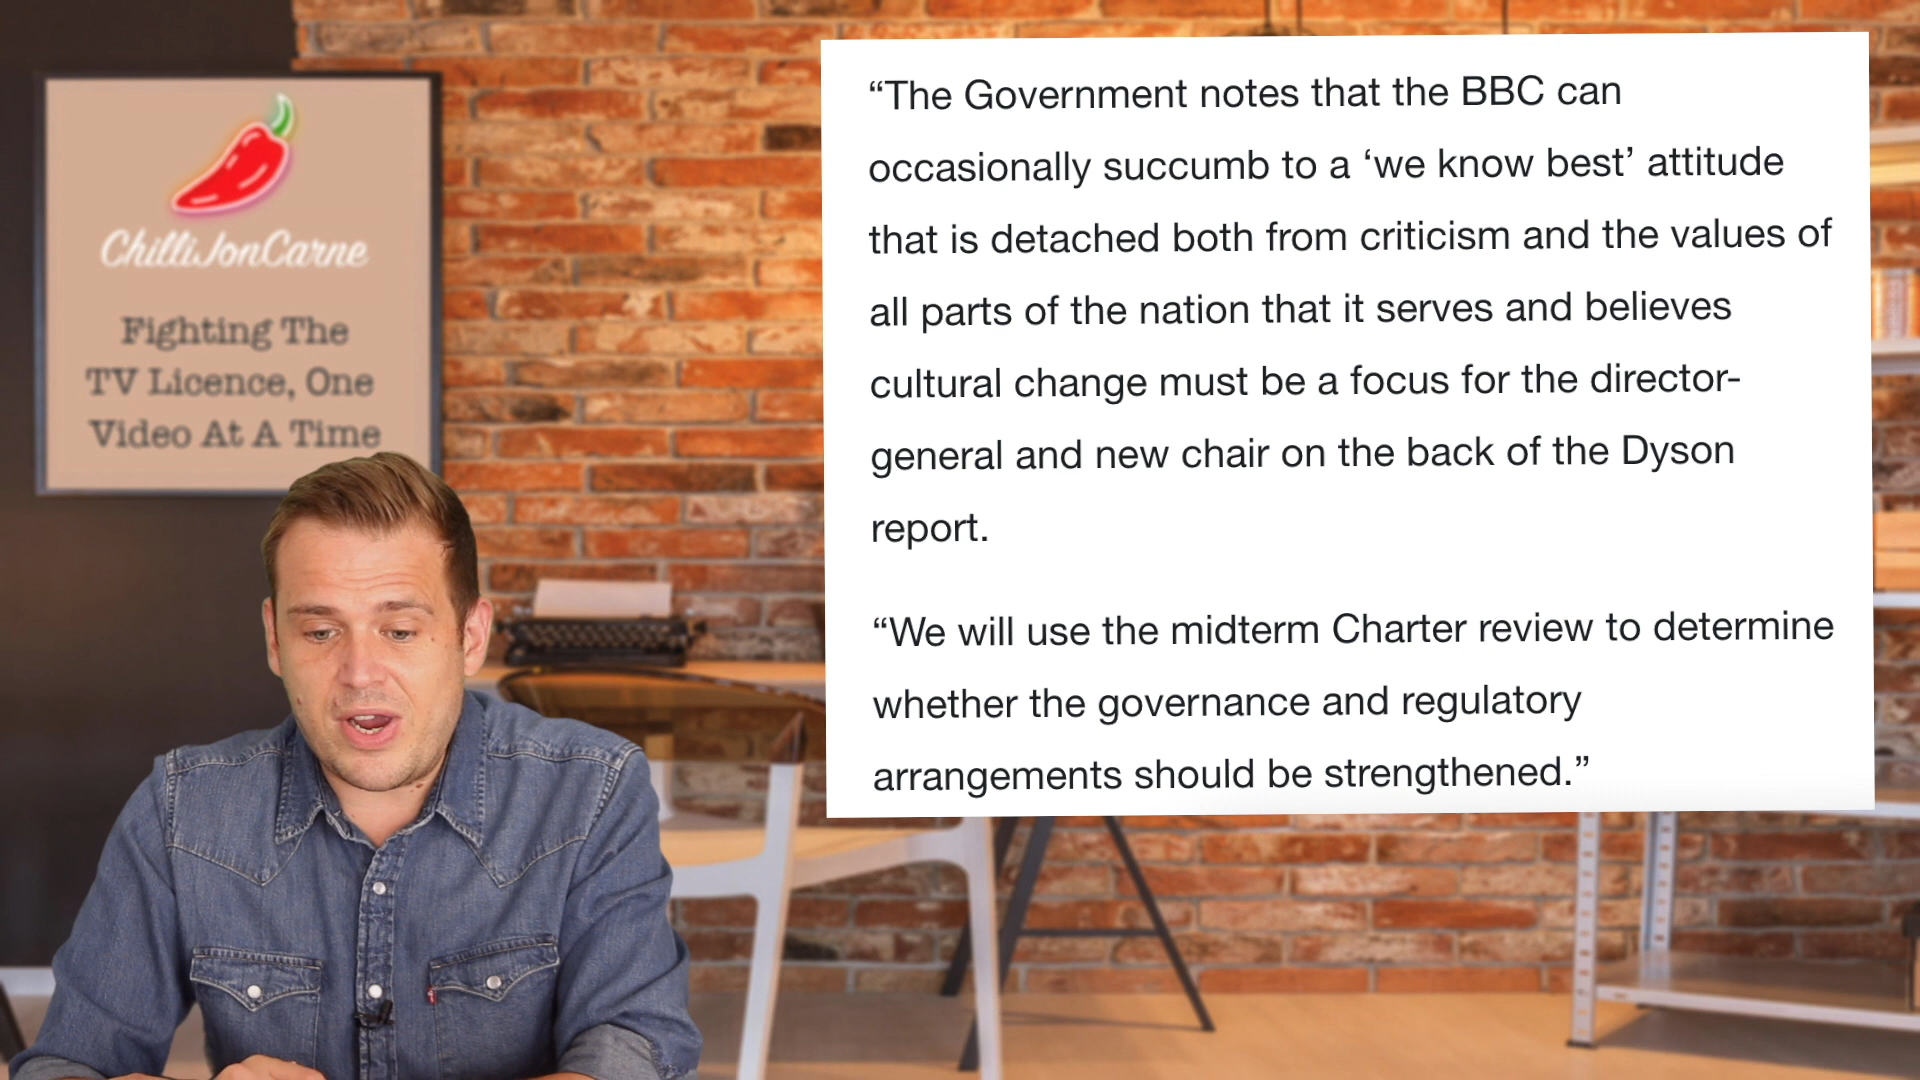 ChilliJonCarne
Fighting The
TV Licence, One
Video At A Time
“The Government notes that the BBC can
occasionally succumb to a ‘we know best’ attitude
that is detached both from criticism and the values of
all parts of the nation that it serves and believes
cultural change must be a focus for the director-
general and new chair on the back of the Dyson
report.
“We will use the midterm Charter review to determine
whether the governance and regulatory
arrangements should be strengthened.”